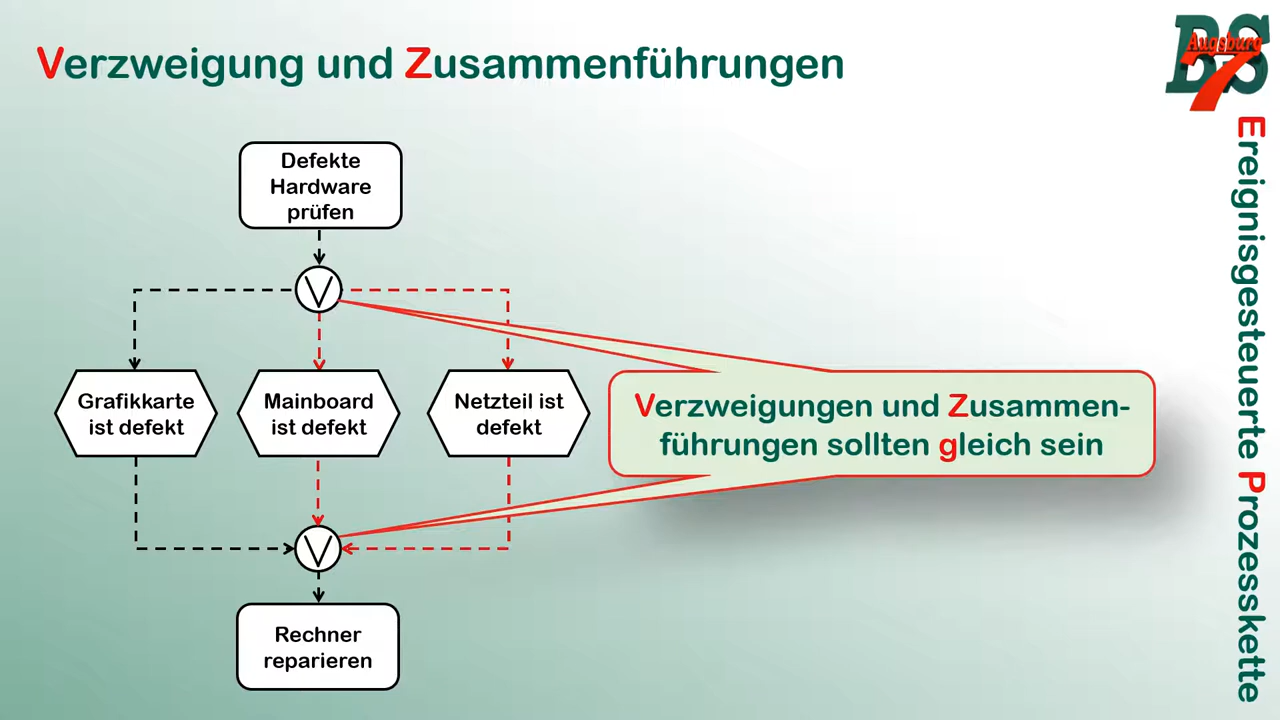 Verzweigung und Zusammenführungen
BS
Augsburg
7
Ereignisgesteuerte Prozesskette
Defekte
Hardware
prüfen
V
Grafikkarte
ist defekt
Mainboard
ist defekt
Netzteil ist
defekt
Verzweigungen und Zusammen-
führungen sollten gleich sein
V
Rechner
reparieren